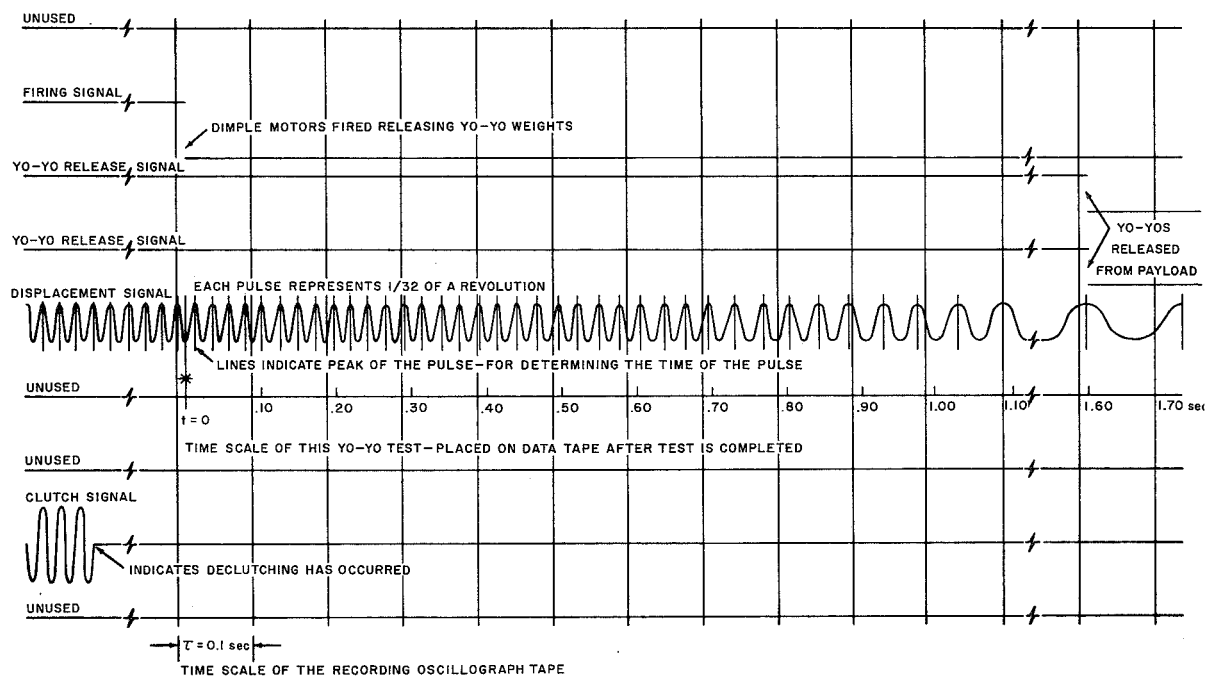 UNUSED
FIRING SIGNAL
DIMPLE MOTORS FIRED RELEASING YO-YO WEIGHTS
YO-YO RELEASE SIGNAL
YO-YO RELEASE SIGNAL
YO-YOS
RELEASED
FROM PAYLOAD
DISPLACEMENT SIGNAL
EACH PULSE REPRESENTS 1/32 OF A REVOLUTION
LINES INDICATE PEAK OF THE PULSE-FOR DETERMINING THE TIME OF THE PULSE
UNUSED
t=0
.10 .20 .30 .40 .50 .60 .70 .80 .90 1.00 1.10 1.60 1.70 sec
TIME SCALE OF THIS YO-YO TEST-PLACED ON DATA TAPE AFTER TEST IS COMPLETED
UNUSED
CLUTCH SIGNAL
INDICATES DECLUTCHING HAS OCCURRED
UNUSED
τ=0.1 sec
TIME SCALE OF THE RECORDING OSCILLOGRAPH TAPE